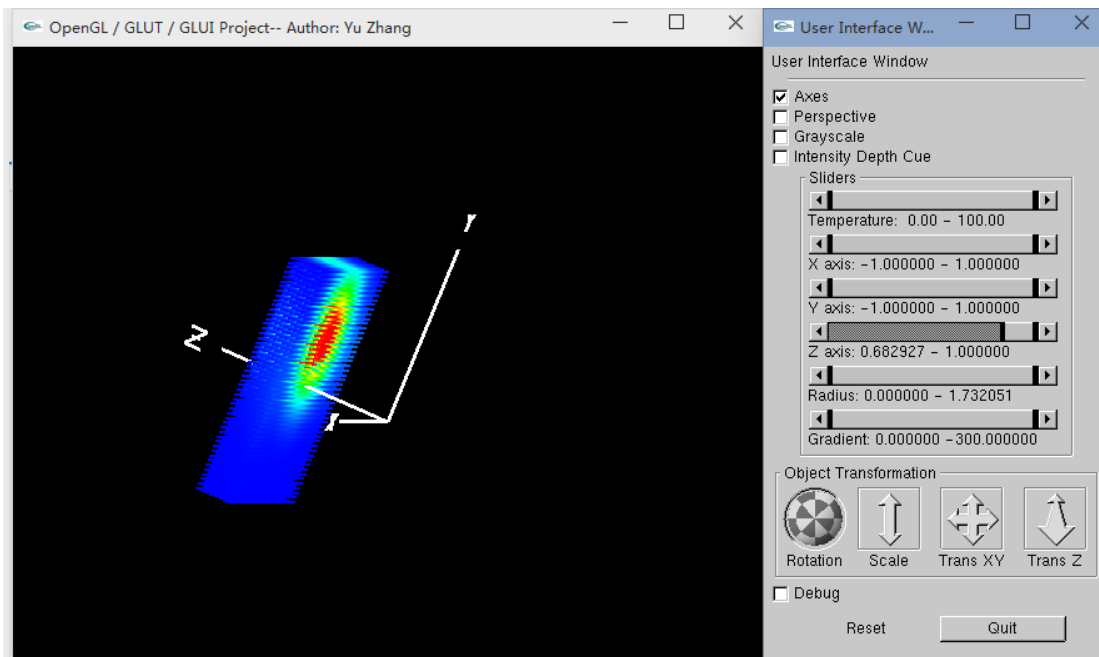 OpenGL / GLUT / GLUI Project-- Author: Yu Zhang
Y
Z
X
User Interface W...
User Interface Window
Axes
Perspective
Grayscale
Intensity Depth Cue
Sliders
Temperature: 0.00 - 100.00
X axis: -1.000000 - 1.000000
Y axis: -1.000000 - 1.000000
Z axis: 0.682927 - 1.000000
Radius: 0.000000 - 1.732051
Gradient: 0.000000 -300.000000
Object Transformation
Rotation Scale Trans XY Trans Z
Debug
Reset Quit